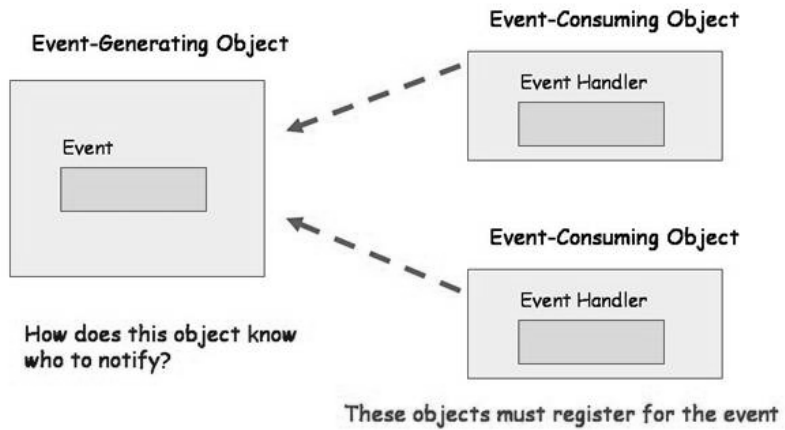 Event-Generating Object
Event
How does this object know
who to notify?
Event-Consuming Object
Event Handler
Event-Consuming Object
Event Handler
These objects must register for the event